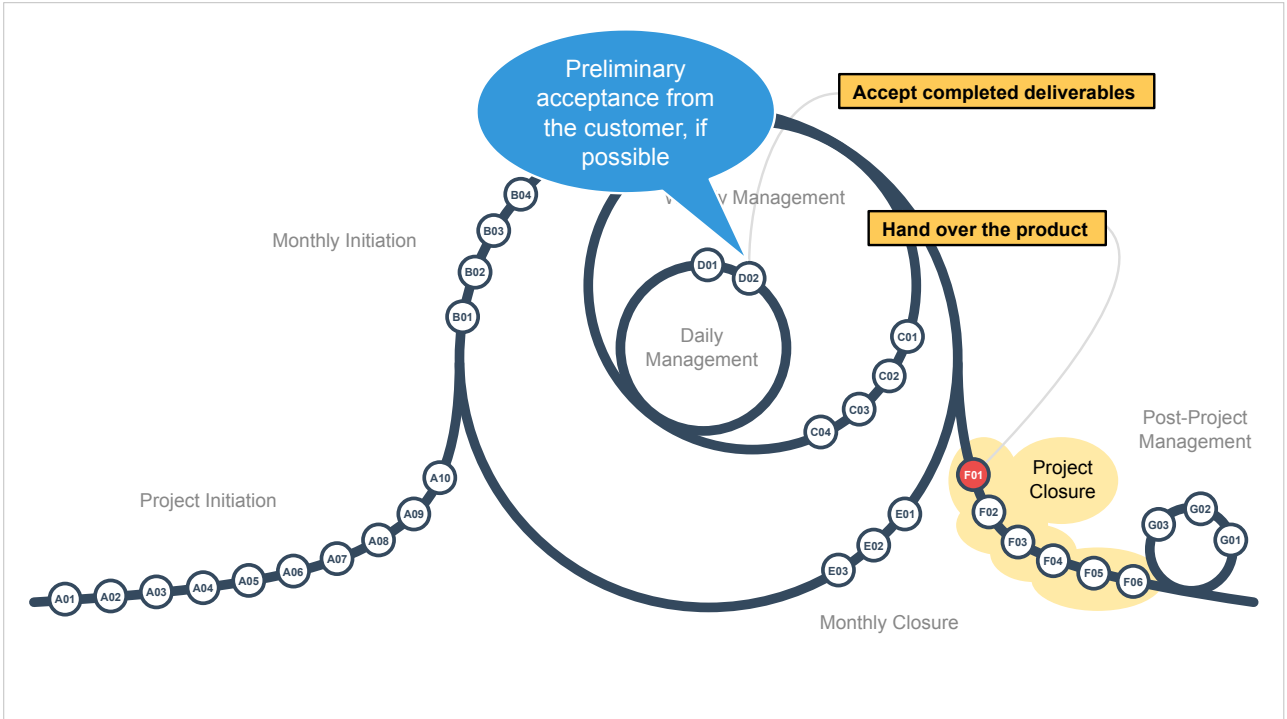 Preliminary
acceptance from
the customer, if
possible
Accept completed deliverables
Management
Hand over the product
Monthly Initiation
B04
B03
B02
B01
D01
D02
Daily
Management
C01
C02
C03
C04
Post-Project
Management
Project Initiation
A01
A02
A03
A04
A05
A06
A07
A08
A09
A10
E01
E02
E03
Monthly Closure
F01
Project
Closure
F02
F03
F04
F05
F06
G03
G02
G01